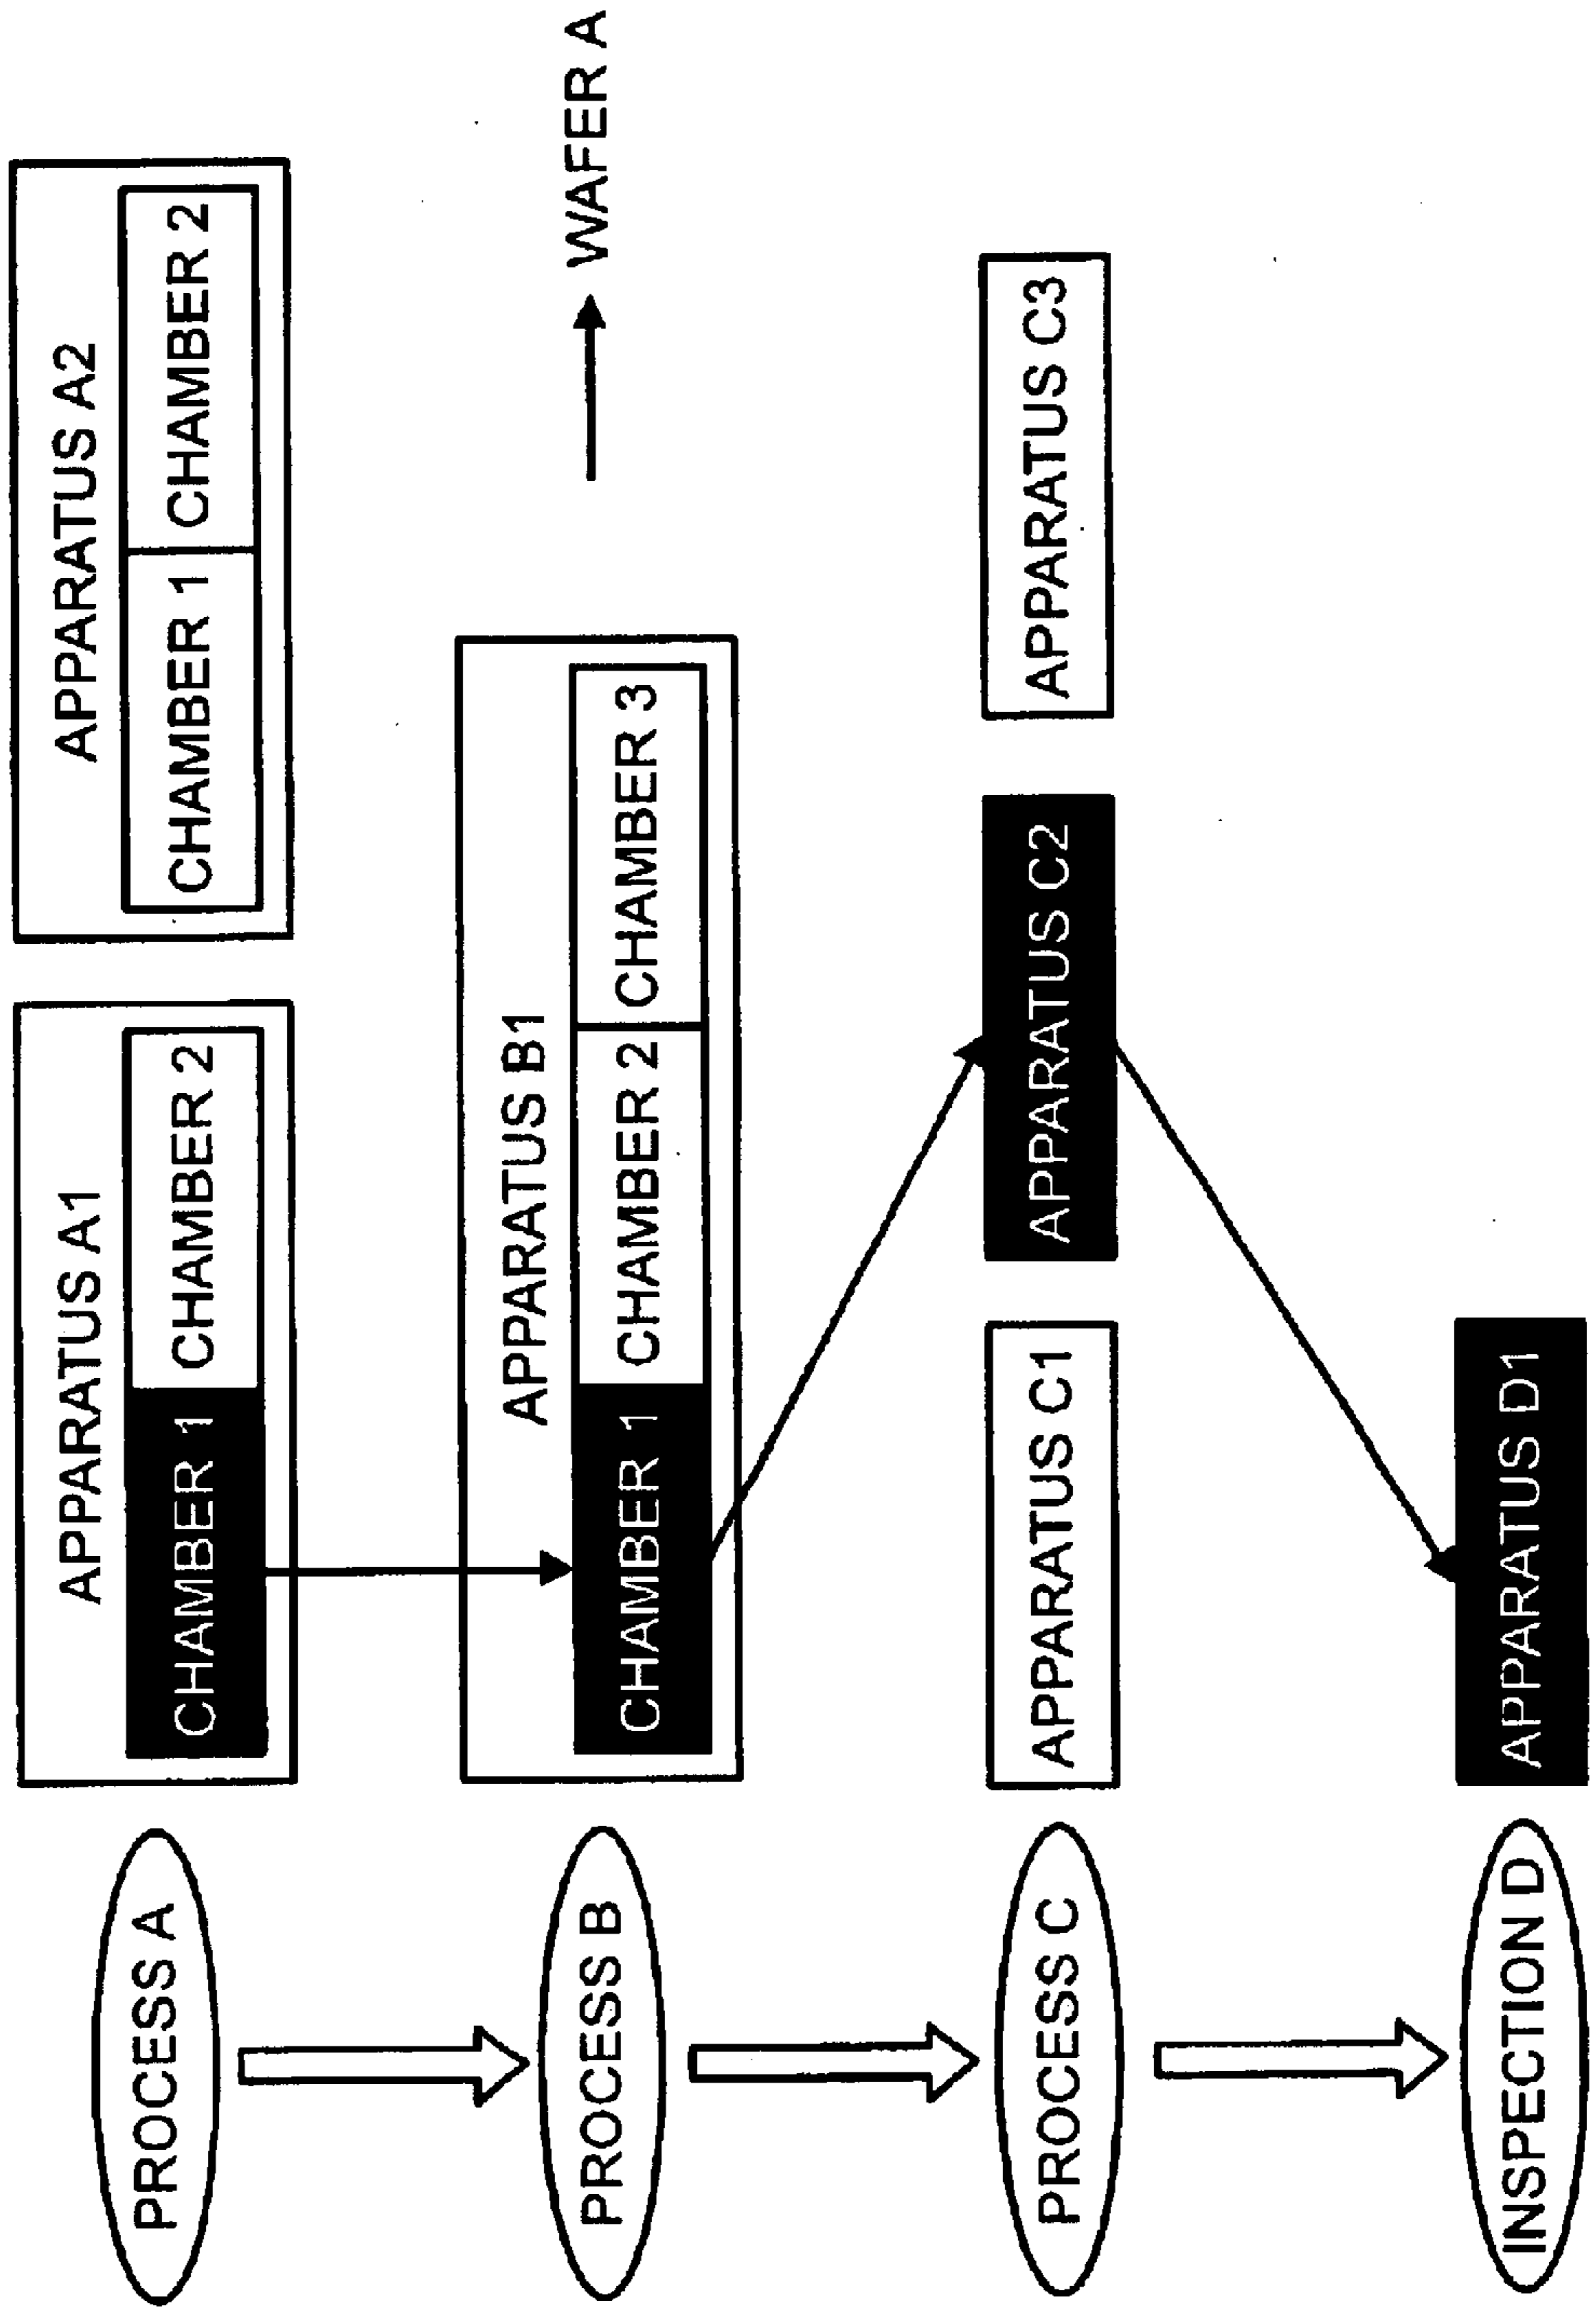 PROCESS A
APPARATUS A1
CHAMBER 1
CHAMBER 2
APPARATUS A2
CHAMBER 1
CHAMBER 2
PROCESS B
APPARATUS B1
CHAMBER 1
CHAMBER 2
CHAMBER 3
WAFER A
PROCESS C
APPARATUS C1
APPARATUS C2
APPARATUS C3
INSPECTION D
APPARATUS D1